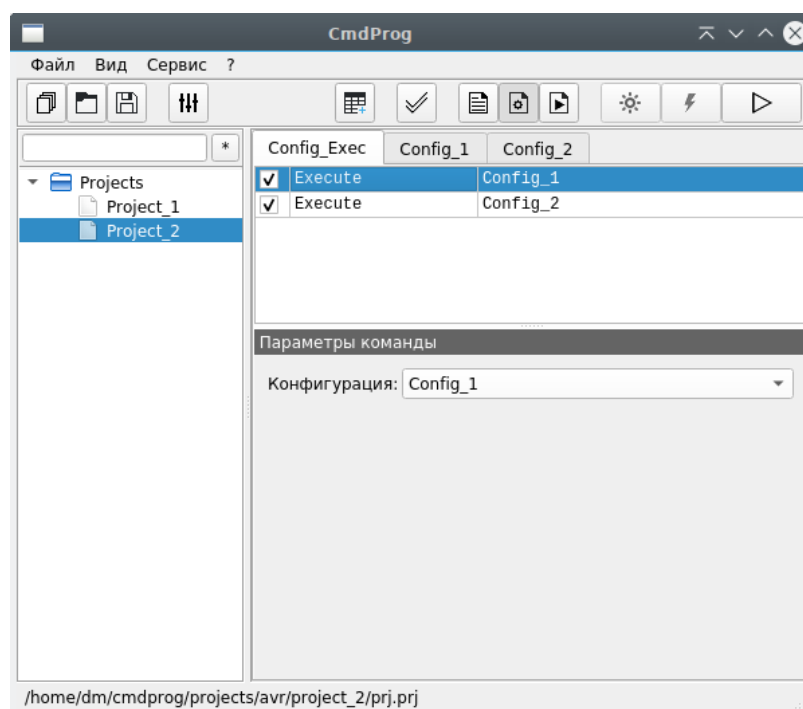 CmdProg
Файл Вид Сервис ?
*
Config_Exec Config_1 Config_2
Projects
Project_1
Project_2
Execute Config_1
Execute Config_2
Параметры команды
Конфигурация: Config_1
/home/dm/cmdprog/projects/avr/project_2/prj.prj